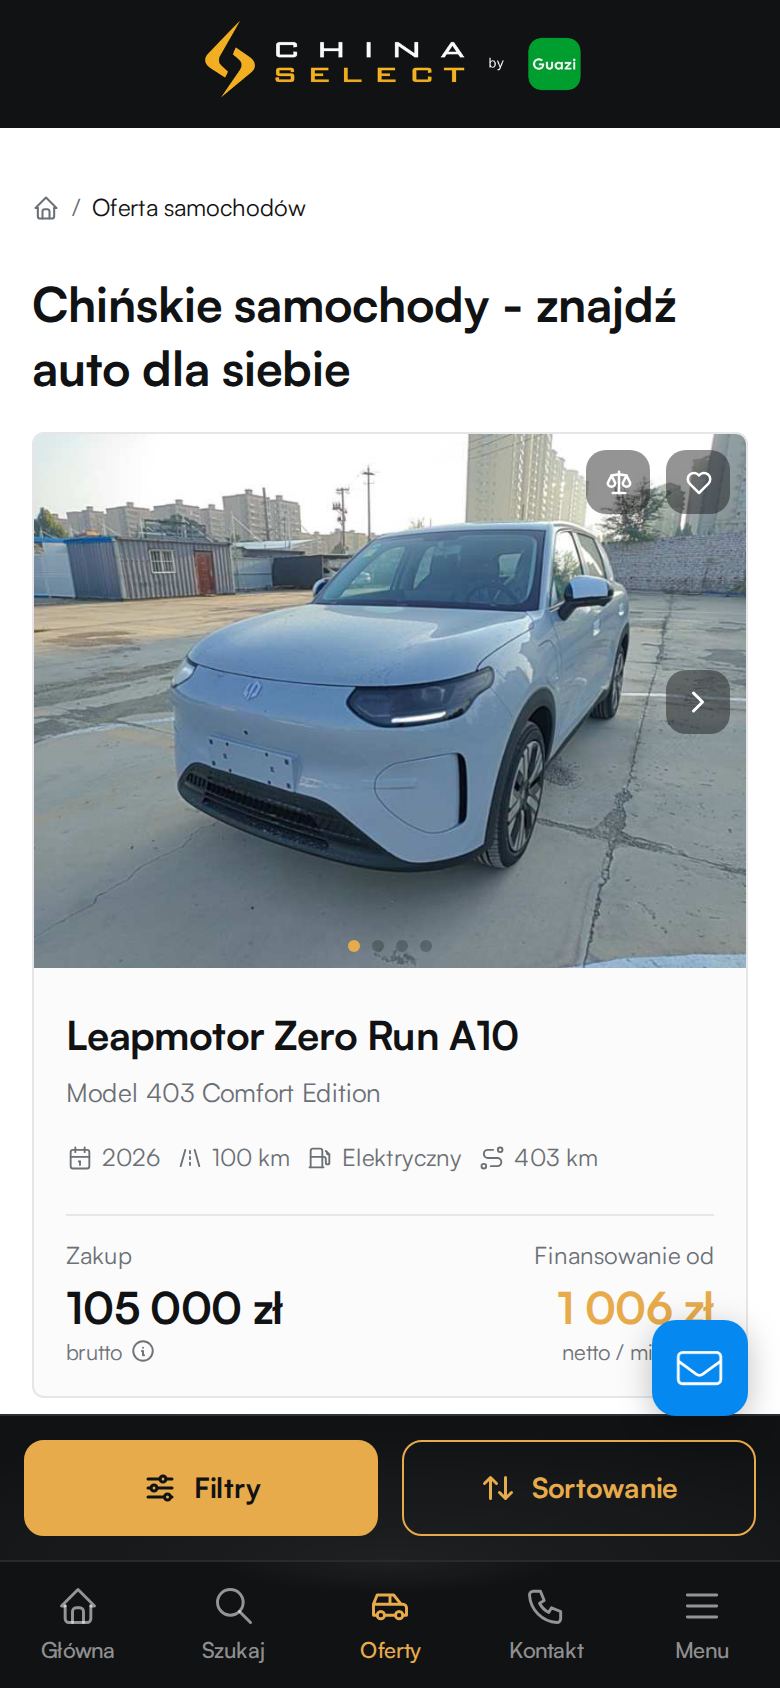 CHINA
SELECT
by
Guazi
/ Oferta samochodów
Chińskie samochody - znajdź
auto dla siebie
Leapmotor Zero Run A10
Model 403 Comfort Edition
2026 100 km Elektryczny 403 km
Zakup Finansowanie od
105 000 zł 1 006 zł
brutto netto /
Filtry Sortowanie
Główna Szukaj Oferty Kontakt Menu